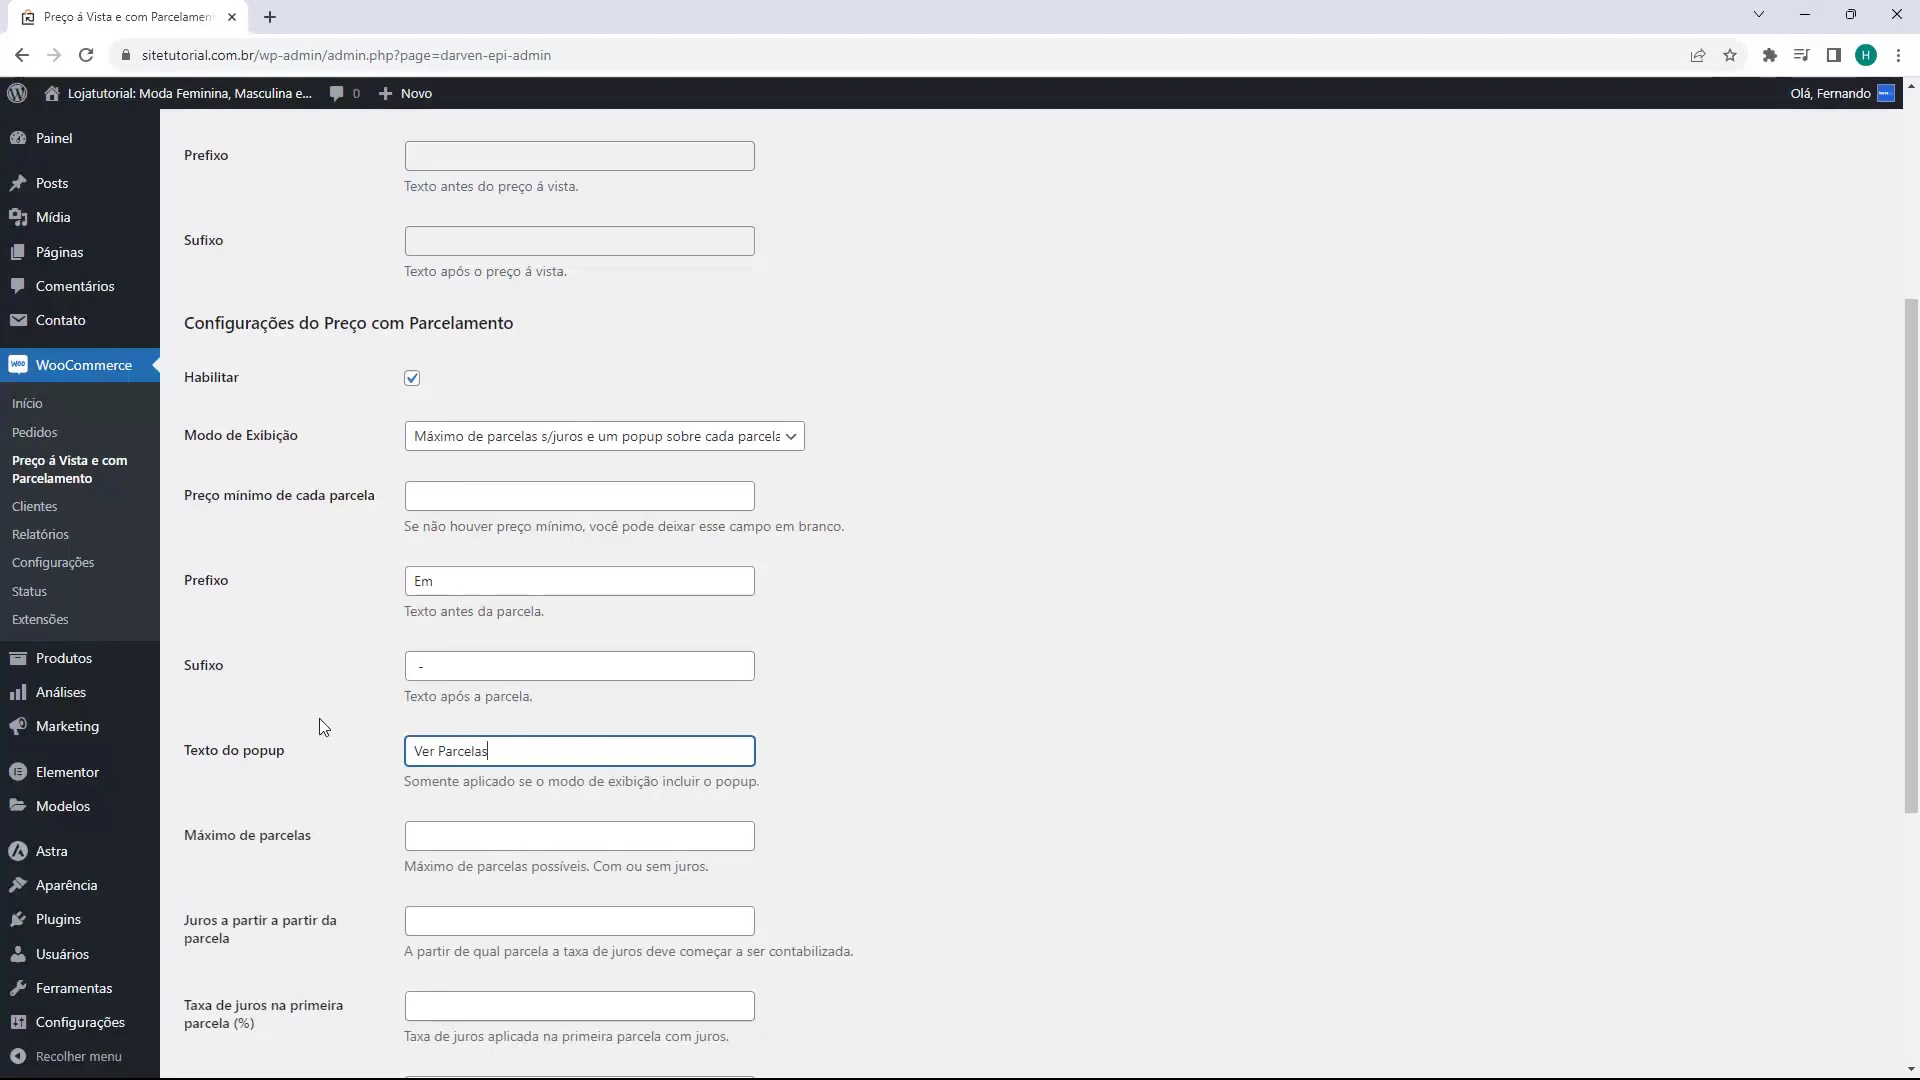 Preço á Vista e com Parcelamen
sitetutorial.com.br/wp-admin/admin.php?page=darven-epi-admin
H
Lojatutorial: Moda Feminina, Masculina e...
0
Novo
Olá, Fernando
Painel
Posts
Mídia
Páginas
Comentários
Contato
WooCommerce
Início
Pedidos
Preço á Vista e com
Parcelamento
Clientes
Relatórios
Configurações
Status
Extensões
Produtos
Análises
Marketing
Elementor
Modelos
Astra
Aparência
Plugins
Usuários
Ferramentas
Configurações
Recolher menu
Prefixo
Texto antes do preço á vista.
Sufixo
Texto após o preço á vista.
Configurações do Preço com Parcelamento
Habilitar
Modo de Exibição
Máximo de parcelas s/juros e um popup sobre cada parcela
Preço mínimo de cada parcela
Se não houver preço mínimo, você pode deixar esse campo em branco.
Prefixo
Em
Texto antes da parcela.
Sufixo
-
Texto após a parcela.
Texto do popup
Ver Parcelas
Somente aplicado se o modo de exibição incluir o popup.
Máximo de parcelas
Máximo de parcelas possíveis. Com ou sem juros.
Juros a partir a partir da
parcela
A partir de qual parcela a taxa de juros deve começar a ser contabilizada.
Taxa de juros na primeira
parcela (%)
Taxa de juros aplicada na primeira parcela com juros.